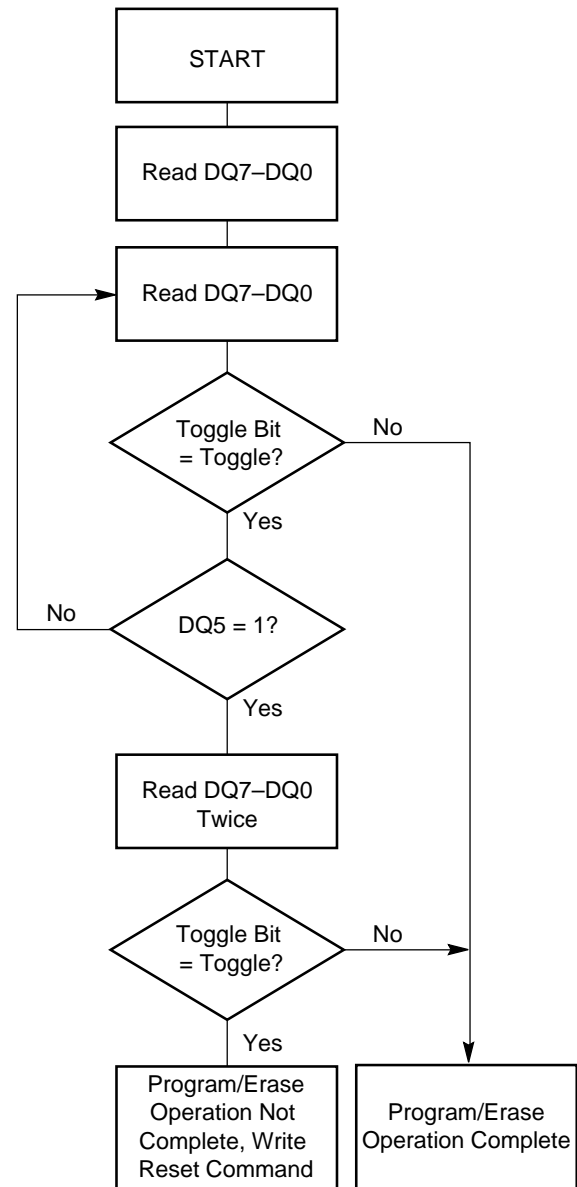 START
Read DQ7–DQ0
Read DQ7–DQ0
Toggle Bit
= Toggle?
No
Yes
No
DQ5 = 1?
Yes
Read DQ7–DQ0
Twice
Toggle Bit
= Toggle?
No
Yes
Program/Erase
Operation Not
Complete, Write
Reset Command
Program/Erase
Operation Complete